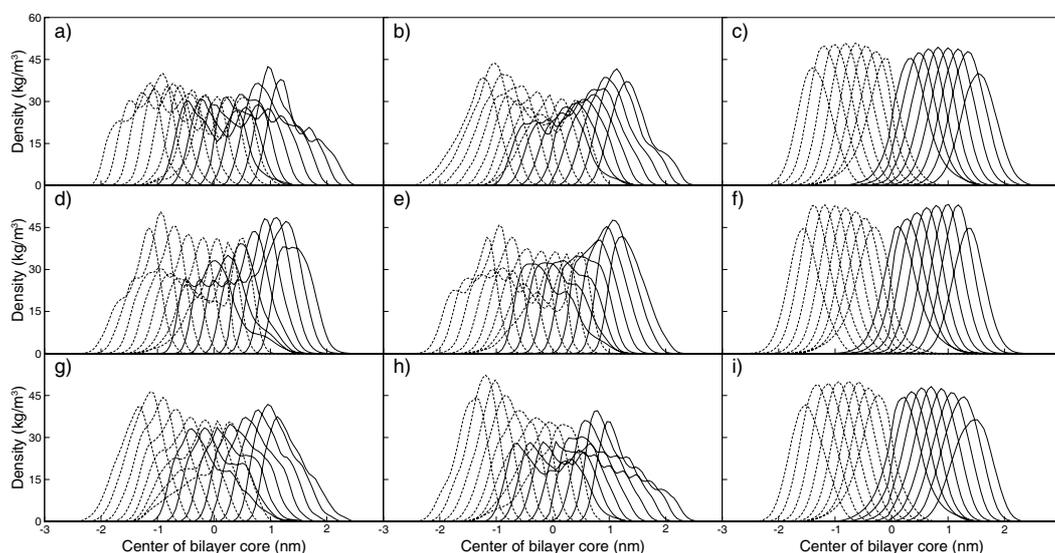 a) b) c)
60
45
30
15
0
Density (kg/m³)
d) e) f)
45
30
15
0
Density (kg/m³)
g) h) i)
45
30
15
0
Density (kg/m³)
-3 -2 -1 0 1 2 -3 -2 -1 0 1 2 -3 -2 -1 0 1 2
Center of bilayer core (nm) Center of bilayer core (nm) Center of bilayer core (nm)